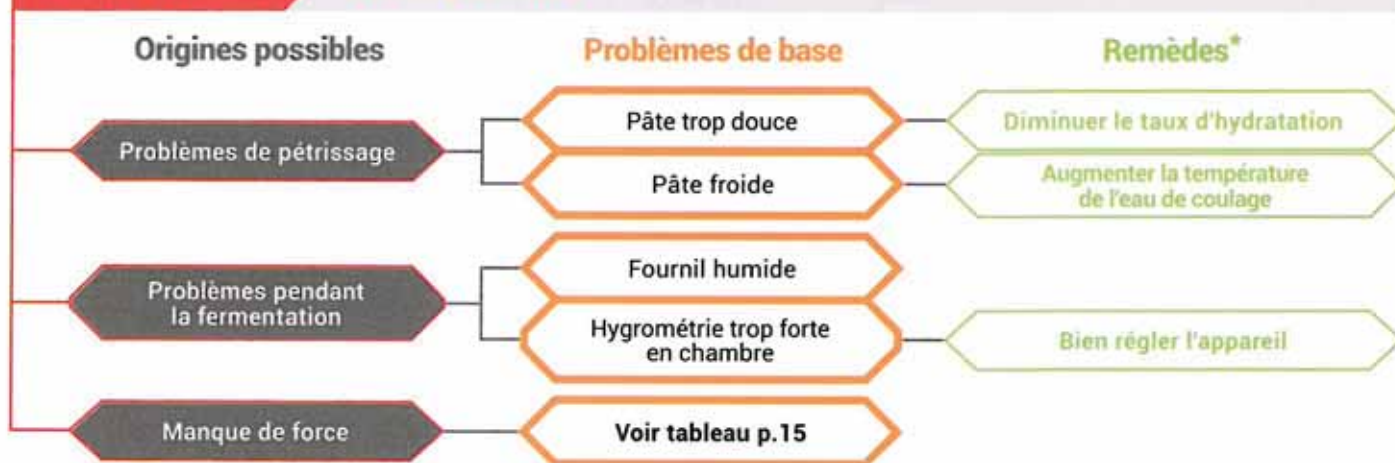 Origines possibles
Problèmes de base
Remèdes*
Problèmes de pétrissage
Pâte trop douce
Diminuer le taux d'hydratation
Pâte froide
Augmenter la température
de l'eau de coulage
Problèmes pendant
la fermentation
Fournil humide
Hygrométrie trop forte
en chambre
Bien régler l'appareil
Manque de force
Voir tableau p.15